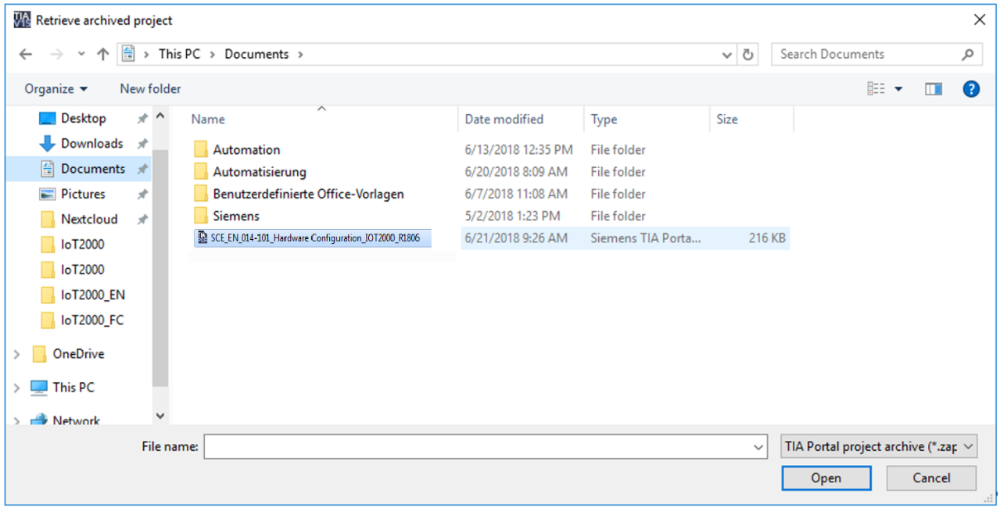 TIA V15 Retrieve archived project
This PC > Documents >
Search Documents
Organize
New folder
?
Desktop
Downloads
Documents
Pictures
Nextcloud
IoT2000
IoT2000
IoT2000_EN
IoT2000_FC
OneDrive
This PC
Network
Name Date modified Type Size
Automation 6/13/2018 12:35 PM File folder
Automatisierung 6/20/2018 8:09 AM File folder
Benutzerdefinierte Office-Vorlagen 6/7/2018 11:08 AM File folder
Siemens 5/2/2018 1:23 PM File folder
SCE_EN_014-101_Hardware Configuration_IOT2000_R1806 6/21/2018 9:26 AM Siemens TIA Porta... 216 KB
File name:
TIA Portal project archive (*.zap
Open
Cancel